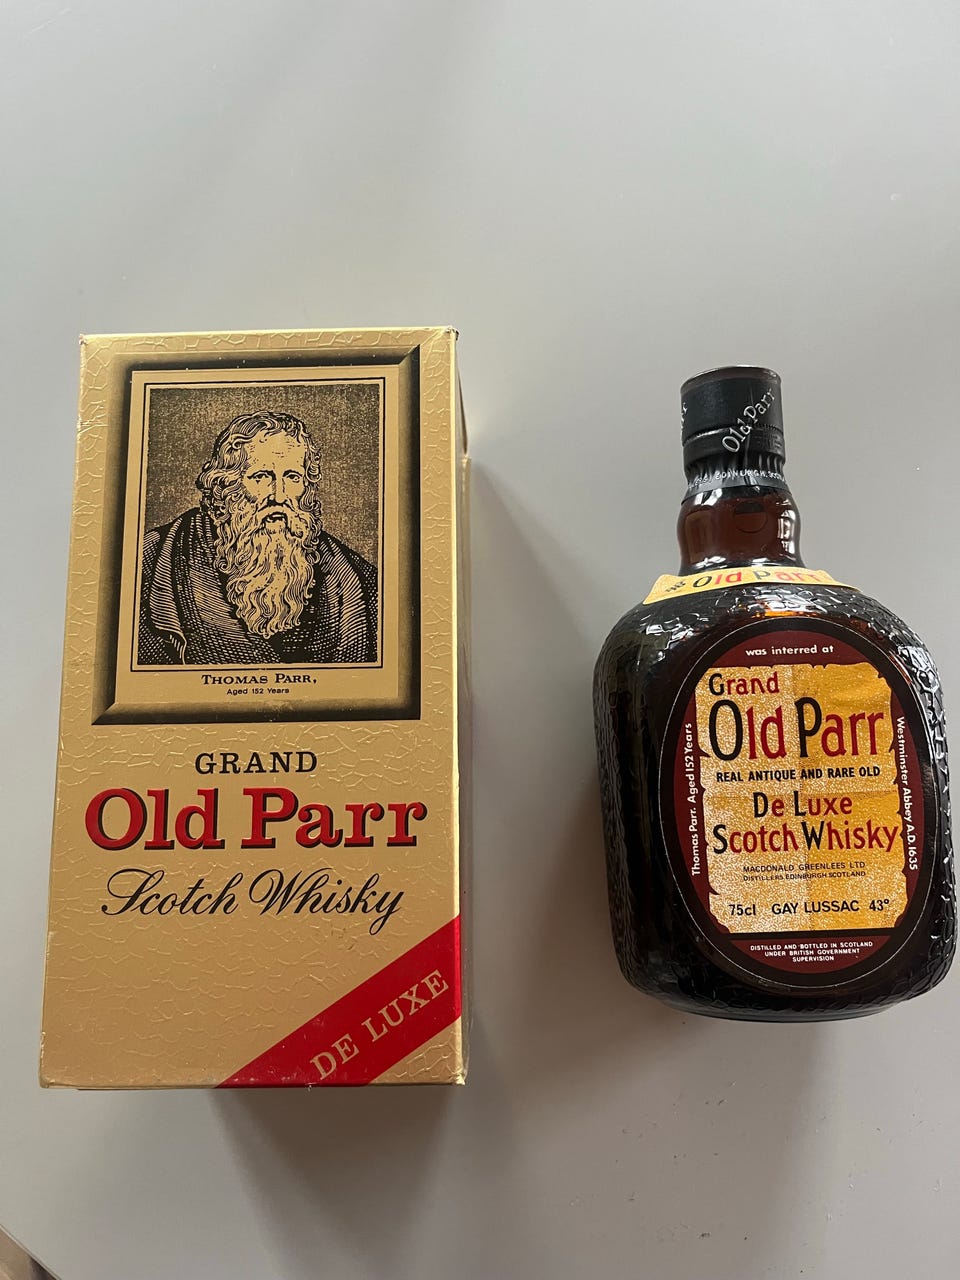 THOMAS PARR,
Aged 152 Years
GRAND
Old Parr
Scotch Whisky
DE LUXE
Old Parr
EDINBURGH, SCOTL
Old Parr
was interred at
Thomas Parr. Aged 152 Years
Westminster Abbey A.D. 1635
Grand
Old Parr
REAL ANTIQUE AND RARE OLD
De Luxe
Scotch Whisky
MACDONALD GREENLEES LTD
DISTILLERS EDINBURGH SCOTLAND
75cl GAY LUSSAC 43°
DISTILLED AND BOTTLED IN SCOTLAND
UNDER BRITISH GOVERNMENT
SUPERVISION